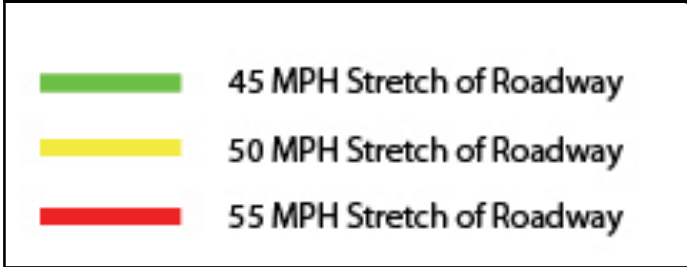 45 MPH Stretch of Roadway
50 MPH Stretch of Roadway
55 MPH Stretch of Roadway